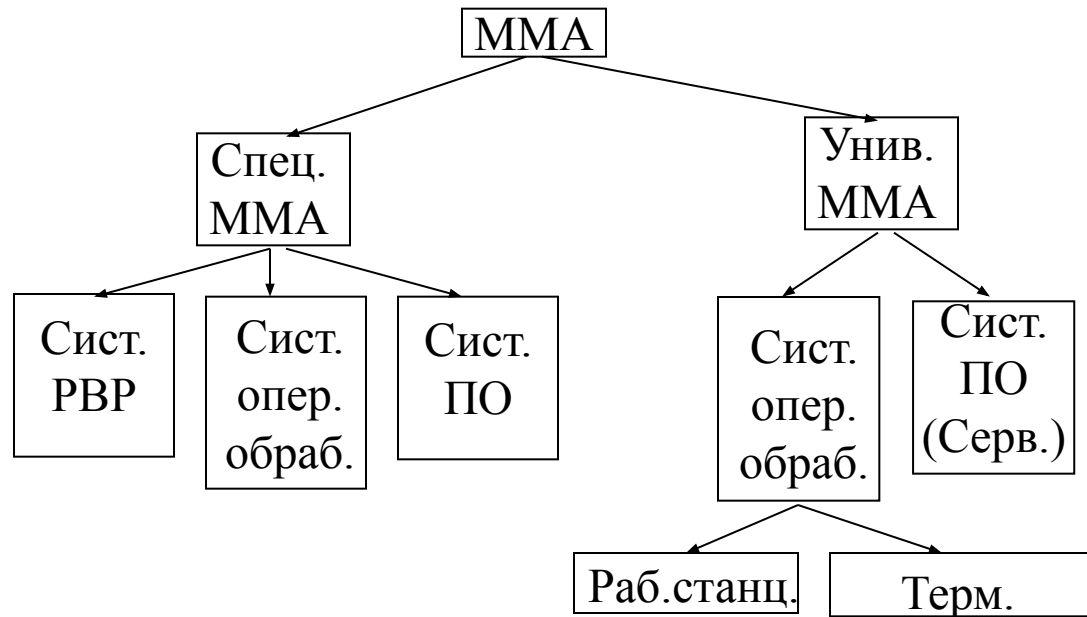 ММА
Спец.
ММА
Унив.
ММА
Сист.
РВР
Сист.
опер.
обраб.
Сист.
ПО
Сист.
опер.
обраб.
Сист.
ПО
(Серв.)
Раб.станц.
Терм.